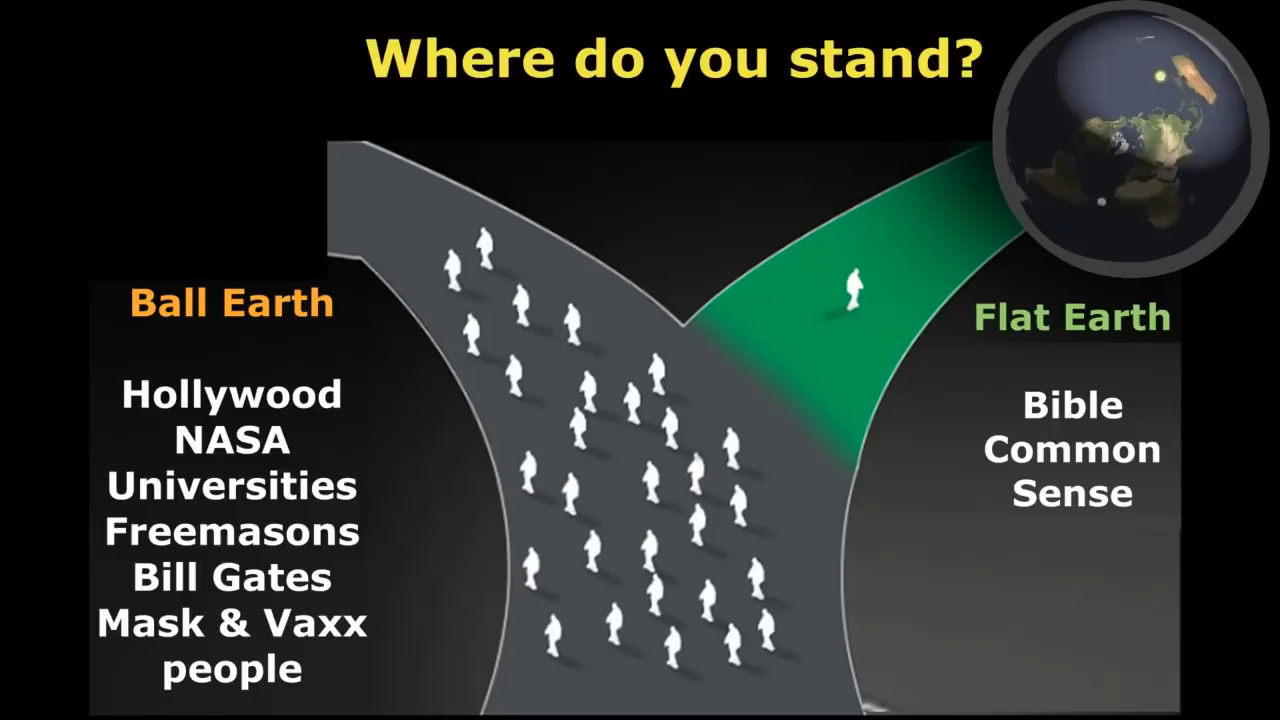 Where do you stand?
Ball Earth
Hollywood
NASA
Universities
Freemasons
Bill Gates
Mask & Vaxx
people
Flat Earth
Bible
Common
Sense